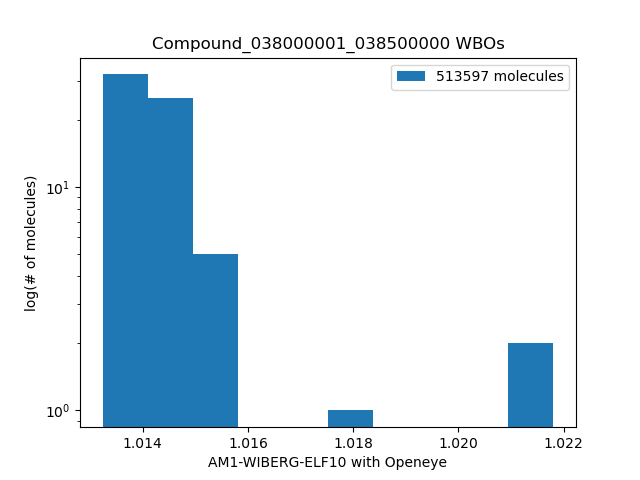 Compound_038000001_038500000 WBOs
513597 molecules
log(# of molecules)
10¹
10⁰
1.014 1.016 1.018 1.020 1.022
AM1-WIBERG-ELF10 with Openeye